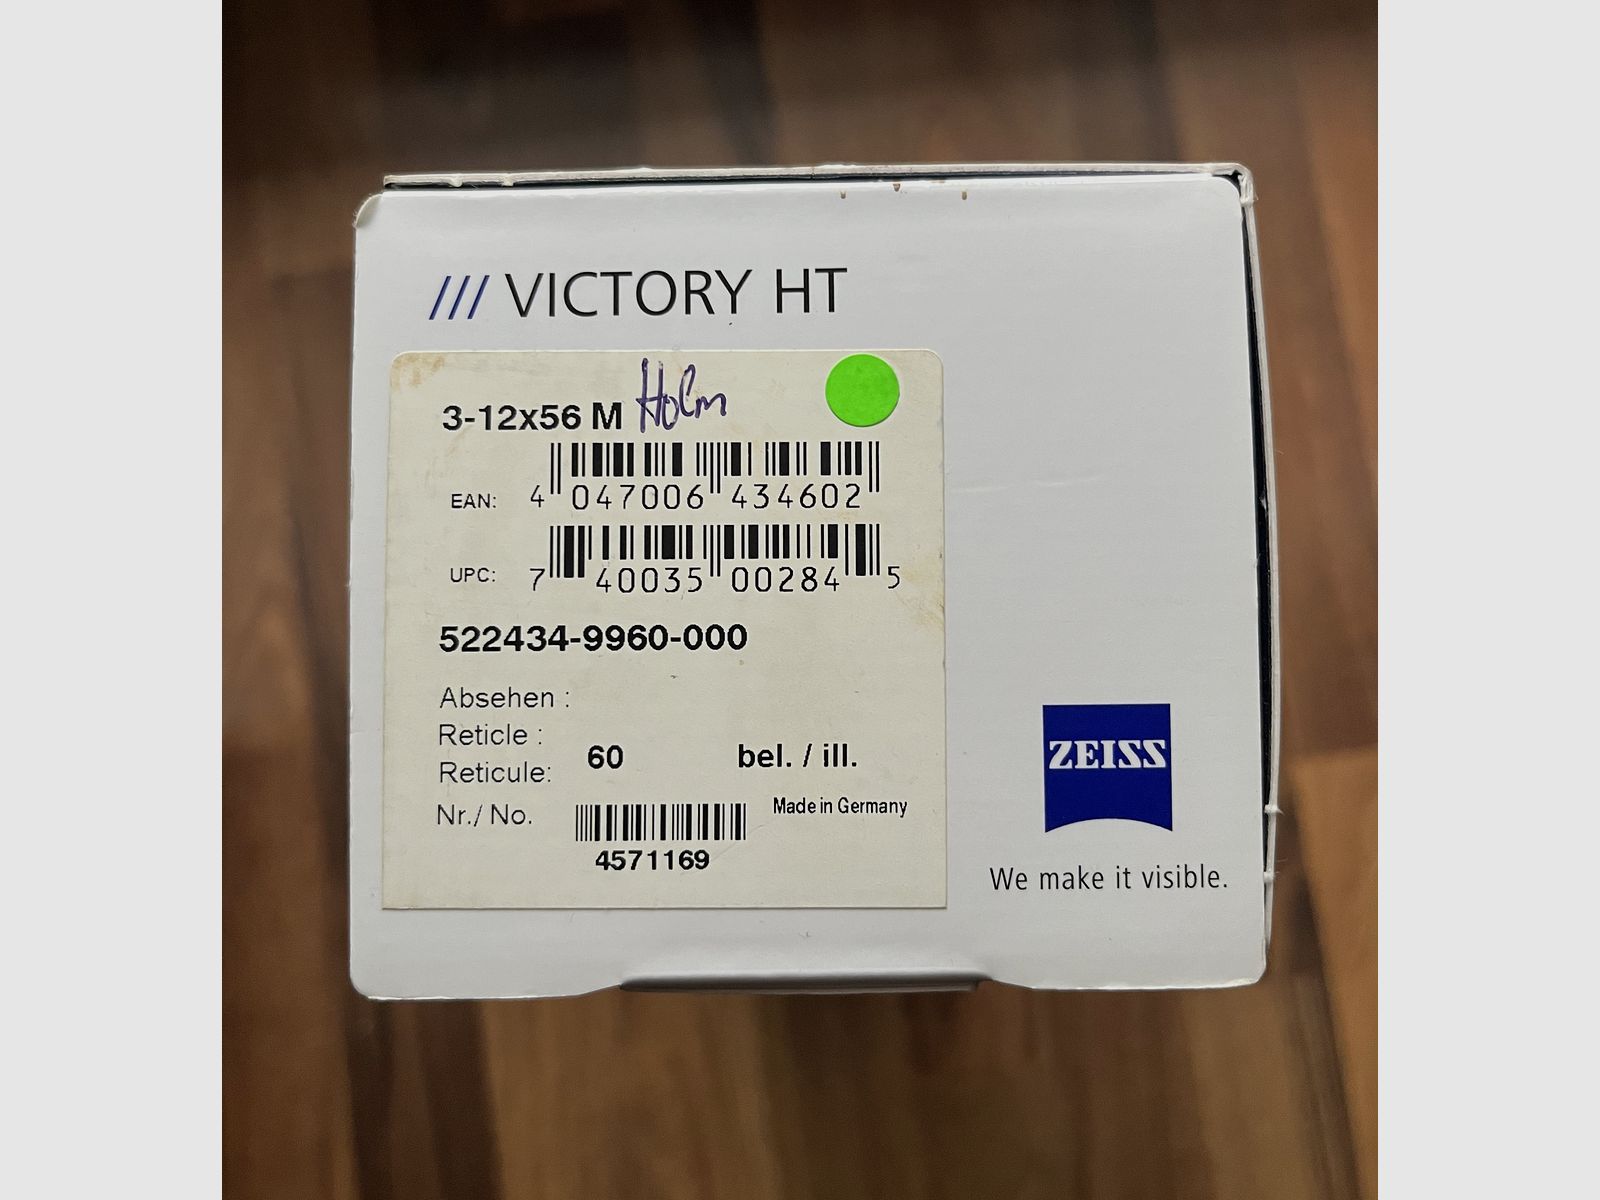 /// VICTORY HT
3-12x56 M Holm
EAN: 4 047006 434602
UPC: 7 40035 00284 5
522434-9960-000
Absehen :
Reticle :
Reticule: 60 bel. / ill.
Nr./ No. Made in Germany
4571169
ZEISS
We make it visible.